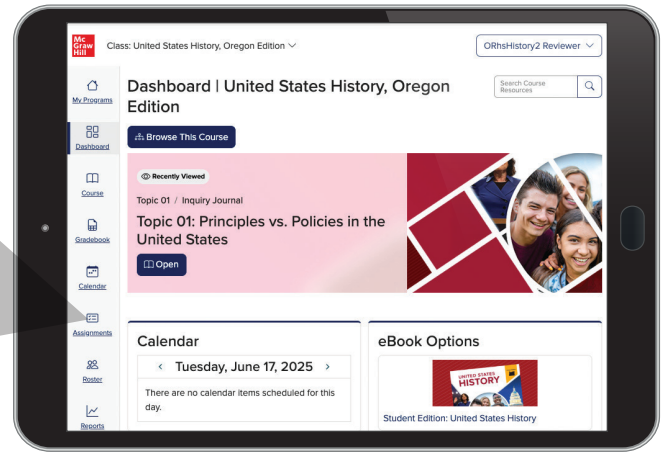 Mc
Graw
Hill
Class: United States History, Oregon Edition
ORhsHistory2 Reviewer
My Programs
Dashboard
Course
Gradebook
Calendar
Assignments
Roster
Reports
Dashboard | United States History, Oregon
Edition
Search Course
Resources
Browse This Course
Recently Viewed
Topic 01 / Inquiry Journal
Topic 01: Principles vs. Policies in the
United States
Open
Calendar
< Tuesday, June 17, 2025 >
There are no calendar items scheduled for this
day.
eBook Options
UNITED STATES
HISTORY
Student Edition: United States History